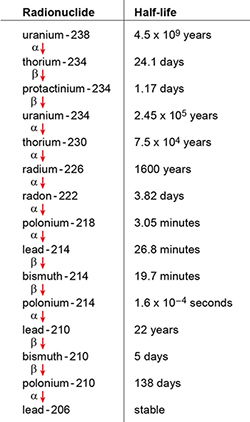 Radionuclide Half-life
uranium-238 4.5 x 10⁹ years
α
thorium-234 24.1 days
β
protactinium-234 1.17 days
β
uranium-234 2.45 x 10⁵ years
α
thorium-230 7.5 x 10⁴ years
α
radium-226 1600 years
α
radon-222 3.82 days
α
polonium-218 3.05 minutes
α
lead-214 26.8 minutes
β
bismuth-214 19.7 minutes
β
polonium-214 1.6 x 10⁻⁴ seconds
α
lead-210 22 years
β
bismuth-210 5 days
β
polonium-210 138 days
α
lead-206 stable